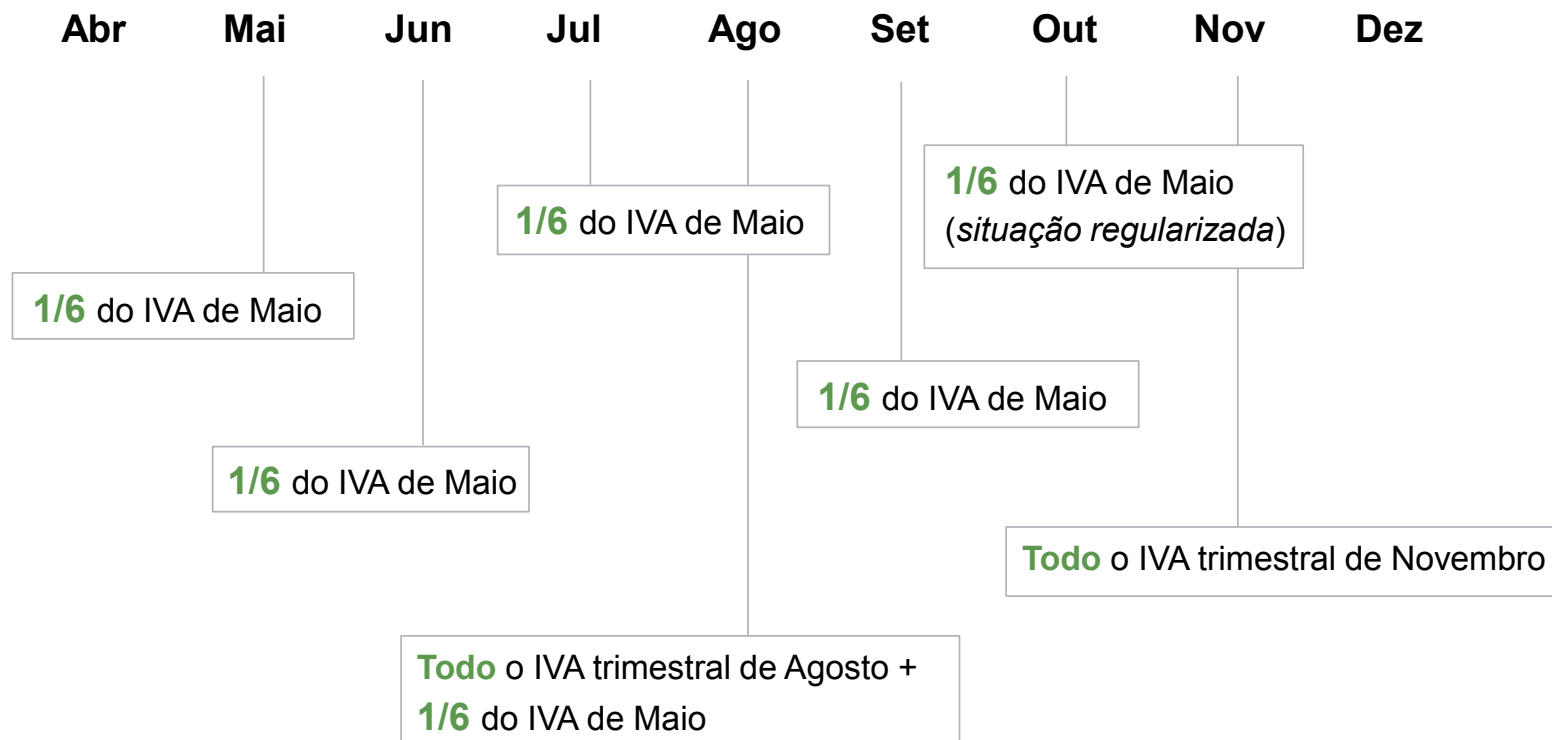 Abr Mai Jun Jul Ago Set Out Nov Dez
1/6 do IVA de Maio
(situação regularizada)
1/6 do IVA de Maio
1/6 do IVA de Maio
1/6 do IVA de Maio
1/6 do IVA de Maio
Todo o IVA trimestral de Novembro
Todo o IVA trimestral de Agosto +
1/6 do IVA de Maio